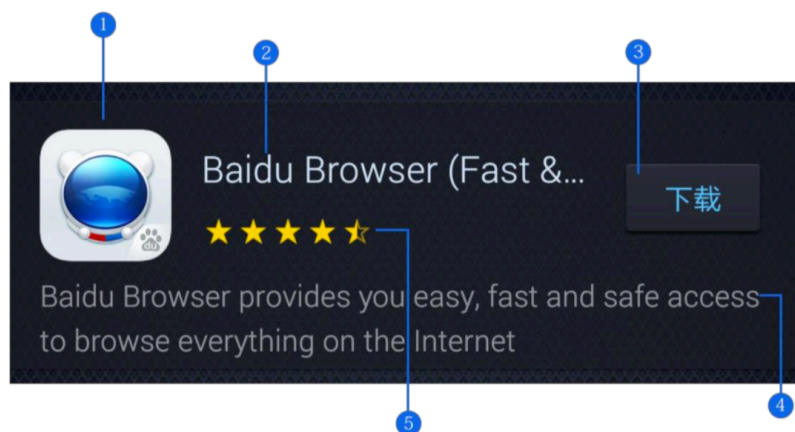 1
2
3
Baidu Browser (Fast &...
下载
du
Baidu Browser provides you easy, fast and safe access
to browse everything on the Internet
4
5